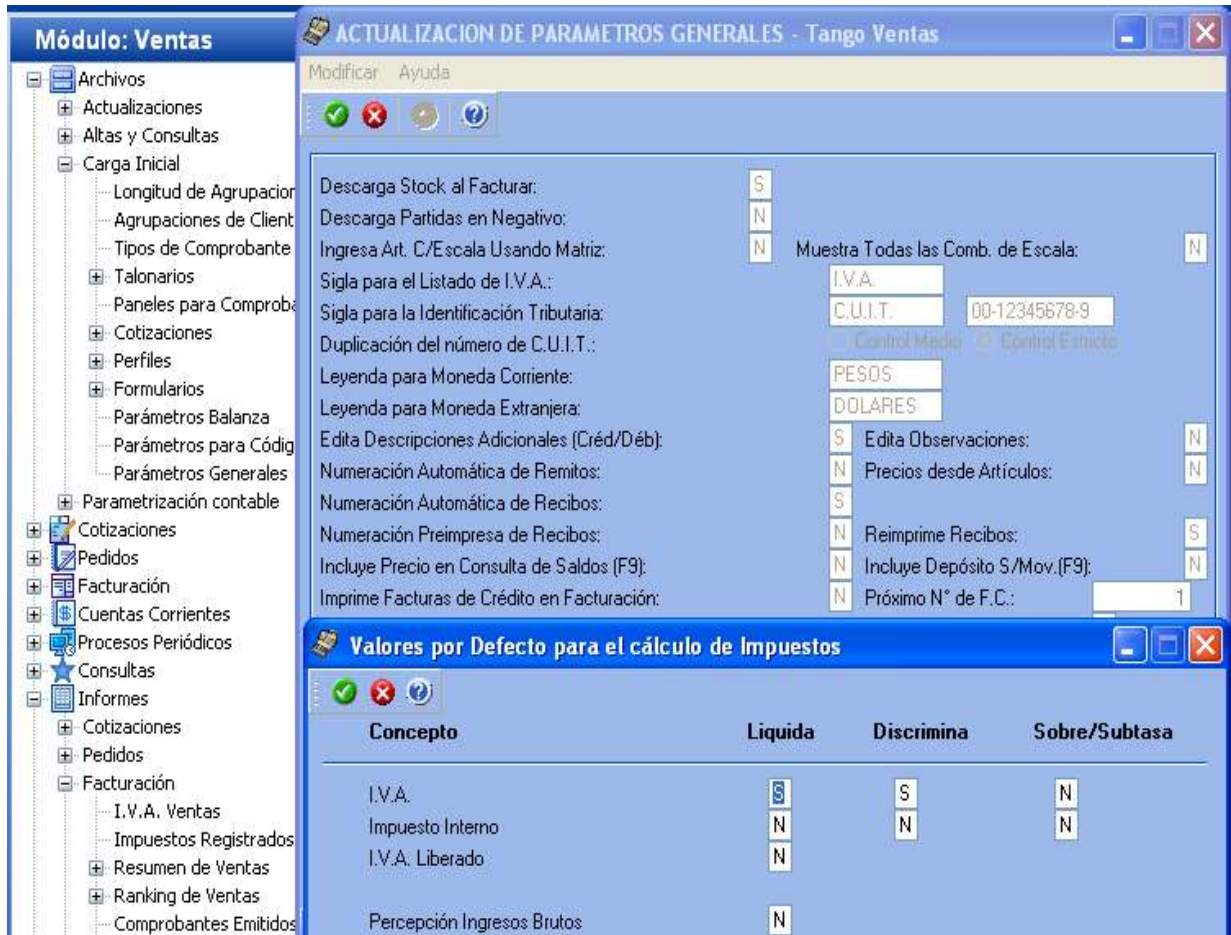 Módulo: Ventas
Archivos
Actualizaciones
Altas y Consultas
Carga Inicial
Longitud de Agrupacion
Agrupaciones de Client
Tipos de Comprobante
Talonarios
Paneles para Comproba
Cotizaciones
Perfiles
Formularios
Parámetros Balanza
Parámetros para Códig
Parámetros Generales
Parametrización contable
Cotizaciones
Pedidos
Facturación
Cuentas Corrientes
Procesos Periódicos
Consultas
Informes
Cotizaciones
Pedidos
Facturación
I.V.A. Ventas
Impuestos Registrados
Resumen de Ventas
Ranking de Ventas
Comprobantes Emitidos
ACTUALIZACION DE PARAMETROS GENERALES - Tango Ventas
Modificar Ayuda
Descarga Stock al Facturar: S
Descarga Partidas en Negativo: N
Ingresa Art. C/Escala Usando Matriz: N Muestra Todas las Comb. de Escala: N
Sigla para el Listado de I.V.A.: I.V.A.
Sigla para la Identificación Tributaria: C.U.I.T. 00-12345678-9
Duplicación del número de C.U.I.T.: Control Medio Control Estricto
Leyenda para Moneda Corriente: PESOS
Leyenda para Moneda Extranjera: DOLARES
Edita Descripciones Adicionales (Créd/Déb): S Edita Observaciones: N
Numeración Automática de Remitos: N Precios desde Artículos: N
Numeración Automática de Recibos: S
Numeración Preimpresa de Recibos: N Reimprime Recibos: S
Incluye Precio en Consulta de Saldos (F9): N Incluye Depósito S/Mov.(F9): N
Imprime Facturas de Crédito en Facturación: N Próximo N° de F.C.: 1
Valores por Defecto para el cálculo de Impuestos
Concepto Liquida Discrimina Sobre/Subtasa
I.V.A. S S N
Impuesto Interno N N N
I.V.A. Liberado N
Percepción Ingresos Brutos N